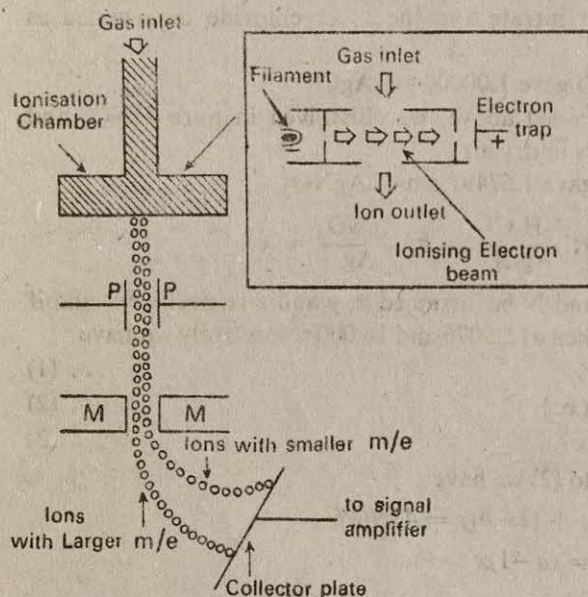 Gas inlet
Ionisation
Chamber
Gas inlet
Filament
Electron
trap
+
Ion outlet
Ionising Electron
beam
P P
M M
Ions with smaller m/e
Ions
with Larger m/e
to signal
amplifier
Collector plate